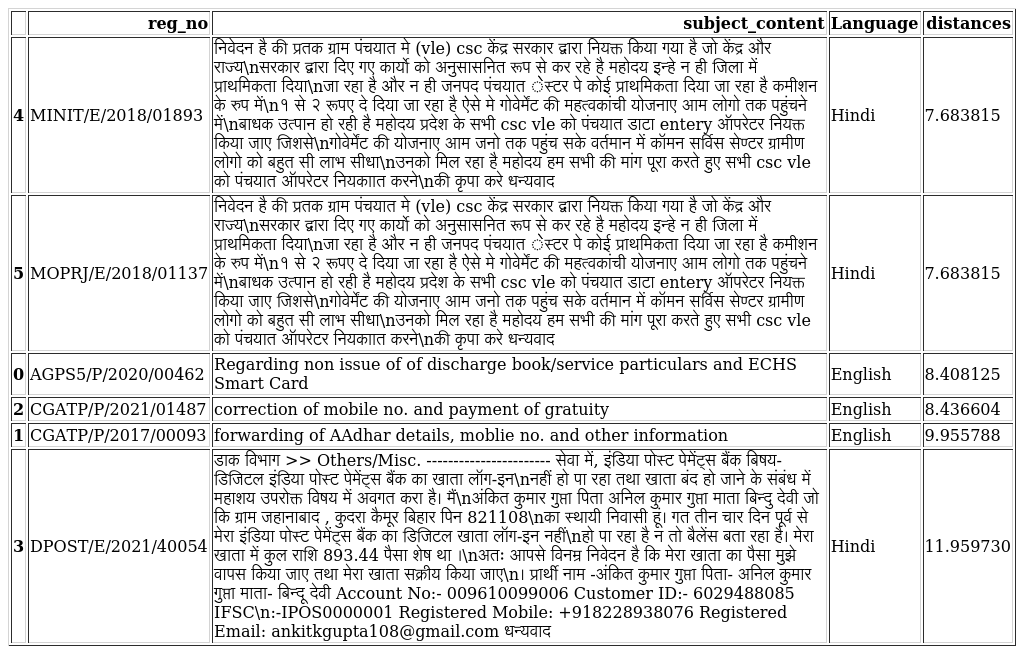 reg_no subject_content Language distances
निवेदन है की प्रतक ग्राम पंचयात मे (vle) csc केंद्र सरकार द्वारा नियक्त किया गया है जो केंद्र और
राज्य\nसरकार द्वारा दिए गए कार्यो को अनुसासनित रूप से कर रहे है महोदय इन्हे न ही जिला में
प्राथमिकता दिया\nजा रहा है और न ही जनपद पंचयात ेस्टर पे कोई प्राथमिकता दिया जा रहा है कमीशन
के रुप में\n१ से २ रूपए दे दिया जा रहा है ऐसे मे गोवेर्मेंट की महत्वकांची योजनाए आम लोगो तक पहुंचने
4 MINIT/E/2018/01893 में\nबाधक उत्पान हो रही है महोदय प्रदेश के सभी csc vle को पंचयात डाटा entery ऑपरेटर नियक्त Hindi 7.683815
किया जाए जिशसे\nगोवेर्मेंट की योजनाए आम जनो तक पहुंच सके वर्तमान में कॉमन सर्विस सेण्टर ग्रामीण
लोगो को बहुत सी लाभ सीधा\nउनको मिल रहा है महोदय हम सभी की मांग पूरा करते हुए सभी csc vle
को पंचयात ऑपरेटर नियकाात करने\nकी कृपा करे धन्यवाद
निवेदन है की प्रतक ग्राम पंचयात मे (vle) csc केंद्र सरकार द्वारा नियक्त किया गया है जो केंद्र और
राज्य\nसरकार द्वारा दिए गए कार्यो को अनुसासनित रूप से कर रहे है महोदय इन्हे न ही जिला में
प्राथमिकता दिया\nजा रहा है और न ही जनपद पंचयात ेस्टर पे कोई प्राथमिकता दिया जा रहा है कमीशन
के रुप में\n१ से २ रूपए दे दिया जा रहा है ऐसे मे गोवेर्मेंट की महत्वकांची योजनाए आम लोगो तक पहुंचने
5 MOPRJ/E/2018/01137 में\nबाधक उत्पान हो रही है महोदय प्रदेश के सभी csc vle को पंचयात डाटा entery ऑपरेटर नियक्त Hindi 7.683815
किया जाए जिशसे\nगोवेर्मेंट की योजनाए आम जनो तक पहुंच सके वर्तमान में कॉमन सर्विस सेण्टर ग्रामीण
लोगो को बहुत सी लाभ सीधा\nउनको मिल रहा है महोदय हम सभी की मांग पूरा करते हुए सभी csc vle
को पंचयात ऑपरेटर नियकाात करने\nकी कृपा करे धन्यवाद
0 AGPS5/P/2020/00462 Regarding non issue of of discharge book/service particulars and ECHS English 8.408125
Smart Card
2 CGATP/P/2021/01487 correction of mobile no. and payment of gratuity English 8.436604
1 CGATP/P/2017/00093 forwarding of AAdhar details, moblie no. and other information English 9.955788
डाक विभाग >> Others/Misc. ----------------------- सेवा में, इंडिया पोस्ट पेमेंट्स बैंक बिषय-
डिजिटल इंडिया पोस्ट पेमेंट्स बैंक का खाता लॉग-इन\nनहीं हो पा रहा तथा खाता बंद हो जाने के संबंध में
महाशय उपरोक्त विषय में अवगत करा है। मैं\nअंकित कुमार गुप्ता पिता अनिल कुमार गुप्ता माता बिन्दु देवी जो
कि ग्राम जहानाबाद , कुदरा कैमूर बिहार पिन 821108\nका स्थायी निवासी हूं। गत तीन चार दिन पूर्व से
3 DPOST/E/2021/40054 मेरा इंडिया पोस्ट पेमेंट्स बैंक का डिजिटल खाता लॉग-इन नहीं\nहो पा रहा है न तो बैलेंस बता रहा है। मेरा Hindi 11.959730
खाता में कुल राशि 893.44 पैसा शेष था ।\nअतः आपसे विनम्र निवेदन है कि मेरा खाता का पैसा मुझे
वापस किया जाए तथा मेरा खाता सक्रीय किया जाए\n। प्रार्थी नाम -अंकित कुमार गुप्ता पिता- अनिल कुमार
गुप्ता माता- बिन्दू देवी Account No:- 009610099006 Customer ID:- 6029488085
IFSC\n:-IPOS0000001 Registered Mobile: +918228938076 Registered
Email: ankitkgupta108@gmail.com धन्यवाद